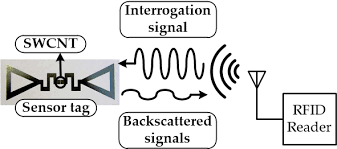 Interrogation
signal
SWCNT
Sensor tag
Backscattered
signals
RFID
Reader